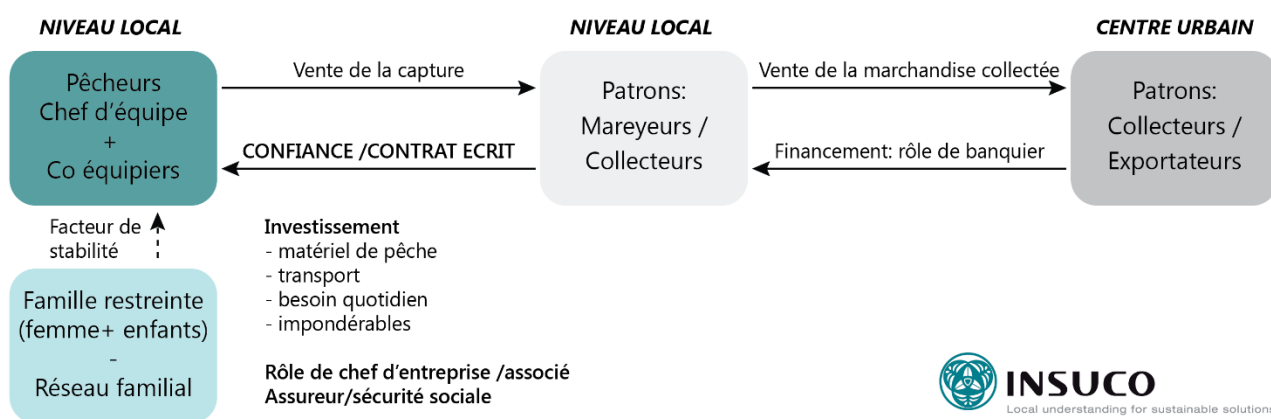 NIVEAU LOCAL
NIVEAU LOCAL
CENTRE URBAIN
Pêcheurs
Chef d'équipe
+
Co équipiers
Vente de la capture
CONFIANCE /CONTRAT ECRIT
Patrons:
Mareyeurs /
Collecteurs
Vente de la marchandise collectée
Financement: rôle de banquier
Patrons:
Collecteurs /
Exportateurs
Facteur de
stabilité
Famille restreinte
(femme+ enfants)
-
Réseau familial
Investissement
- matériel de pêche
- transport
- besoin quotidien
- impondérables
Rôle de chef d'entreprise /associé
Assureur/sécurité sociale
INSUCO
Local understanding for sustainable solutions